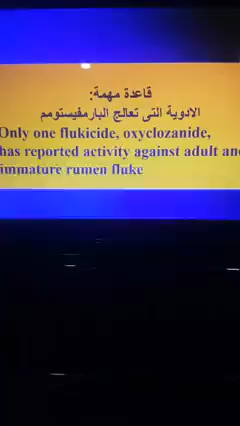 قاعدة مهمة:
الادوية التى تعالج البارمفيستومم
Only one flukicide, oxyclozanide,
has reported activity against adult and
immature rumen fluke